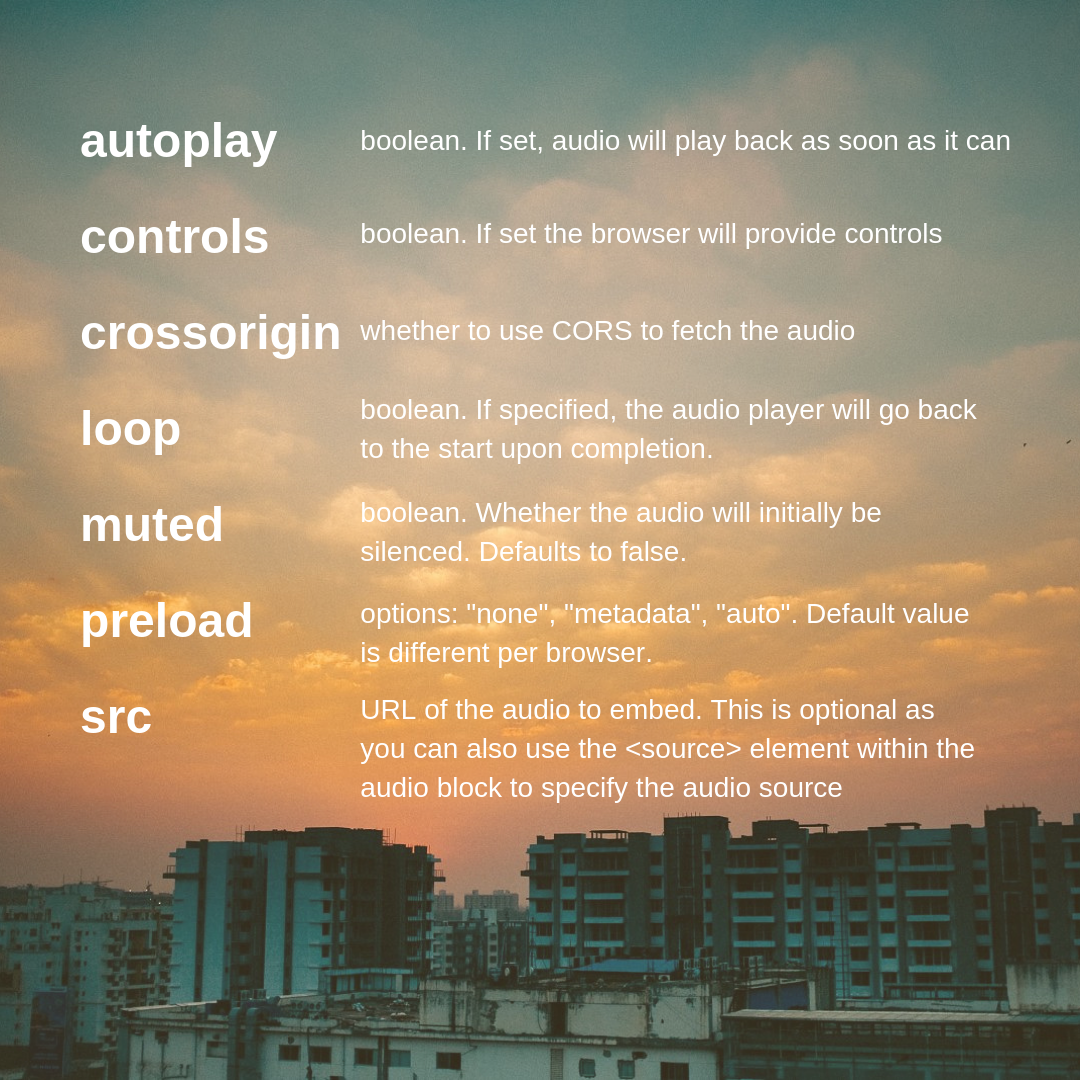 autoplay boolean. If set, audio will play back as soon as it can
controls boolean. If set the browser will provide controls
crossorigin whether to use CORS to fetch the audio
loop boolean. If specified, the audio player will go back
to the start upon completion.
muted boolean. Whether the audio will initially be
silenced. Defaults to false.
preload options: "none", "metadata", "auto". Default value
is different per browser.
src URL of the audio to embed. This is optional as
you can also use the <source> element within the
audio block to specify the audio source